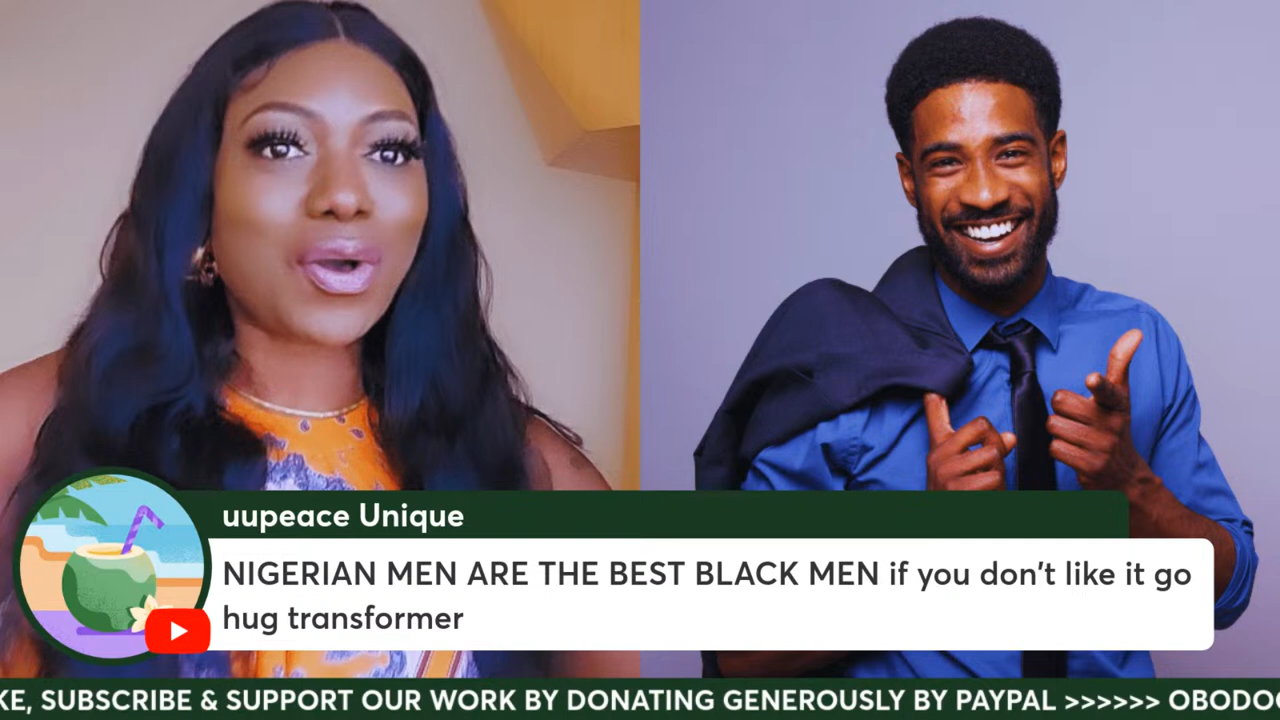 uupeace Unique
NIGERIAN MEN ARE THE BEST BLACK MEN if you don't like it go
hug transformer
KE, SUBSCRIBE & SUPPORT OUR WORK BY DONATING GENEROUSLY BY PAYPAL >>>>>> OBODO